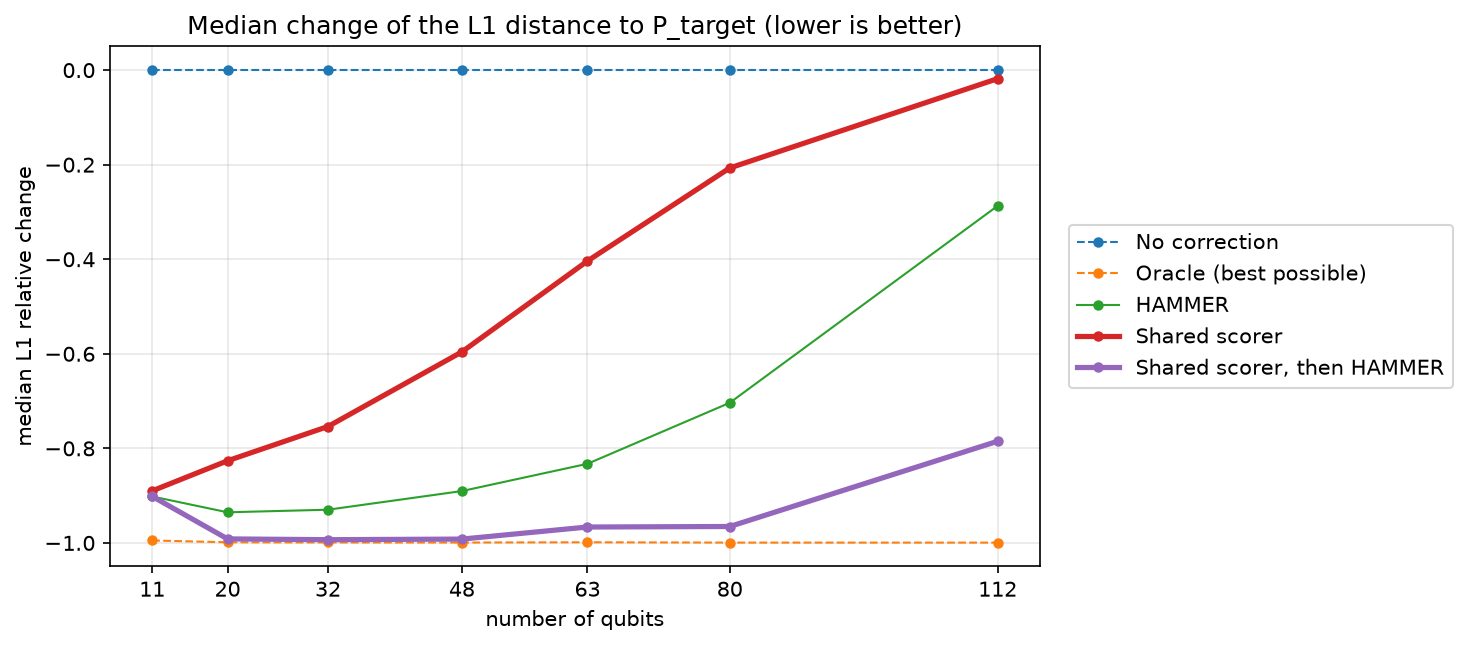 Median change of the L1 distance to P_target (lower is better)
median L1 relative change
0.0
−0.2
−0.4
−0.6
−0.8
−1.0
11 20 32 48 63 80 112
number of qubits
No correction
Oracle (best possible)
HAMMER
Shared scorer
Shared scorer, then HAMMER